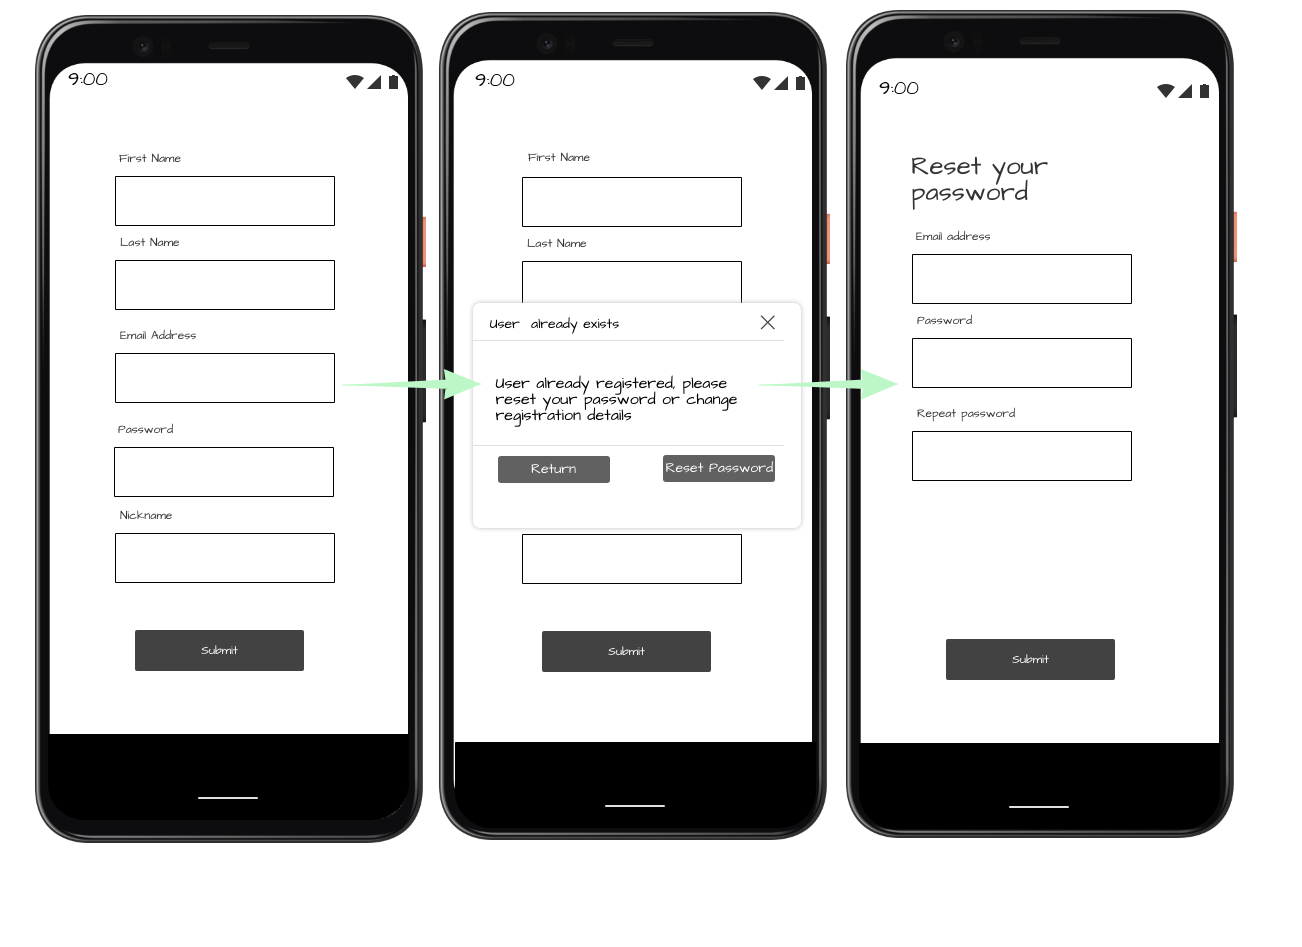 9:00
First Name
Last Name
Email Address
Password
Nickname
Submit
9:00
First Name
Last Name
User already exists
User already registered, please
reset your password or change
registration details
Return
Reset Password
Submit
9:00
Reset your
password
Email address
Password
Repeat password
Submit